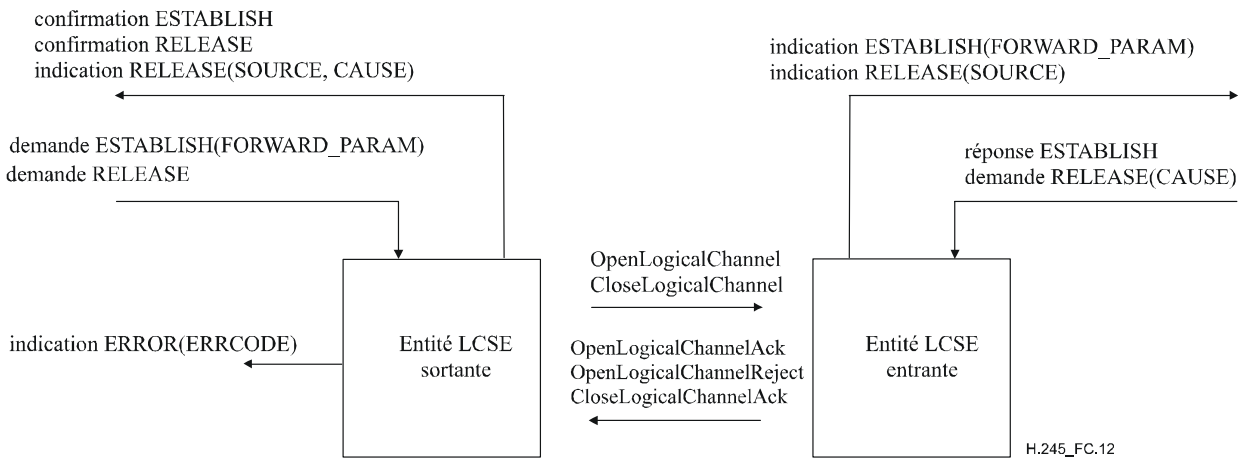 confirmation ESTABLISH
confirmation RELEASE
indication RELEASE(SOURCE, CAUSE)
indication ESTABLISH(FORWARD_PARAM)
indication RELEASE(SOURCE)
demande ESTABLISH(FORWARD_PARAM)
demande RELEASE
réponse ESTABLISH
demande RELEASE(CAUSE)
OpenLogicalChannel
CloseLogicalChannel
indication ERROR(ERRCODE)
Entité LCSE
sortante
OpenLogicalChannelAck
OpenLogicalChannelReject
CloseLogicalChannelAck
Entité LCSE
entrante
H.245_FC.12